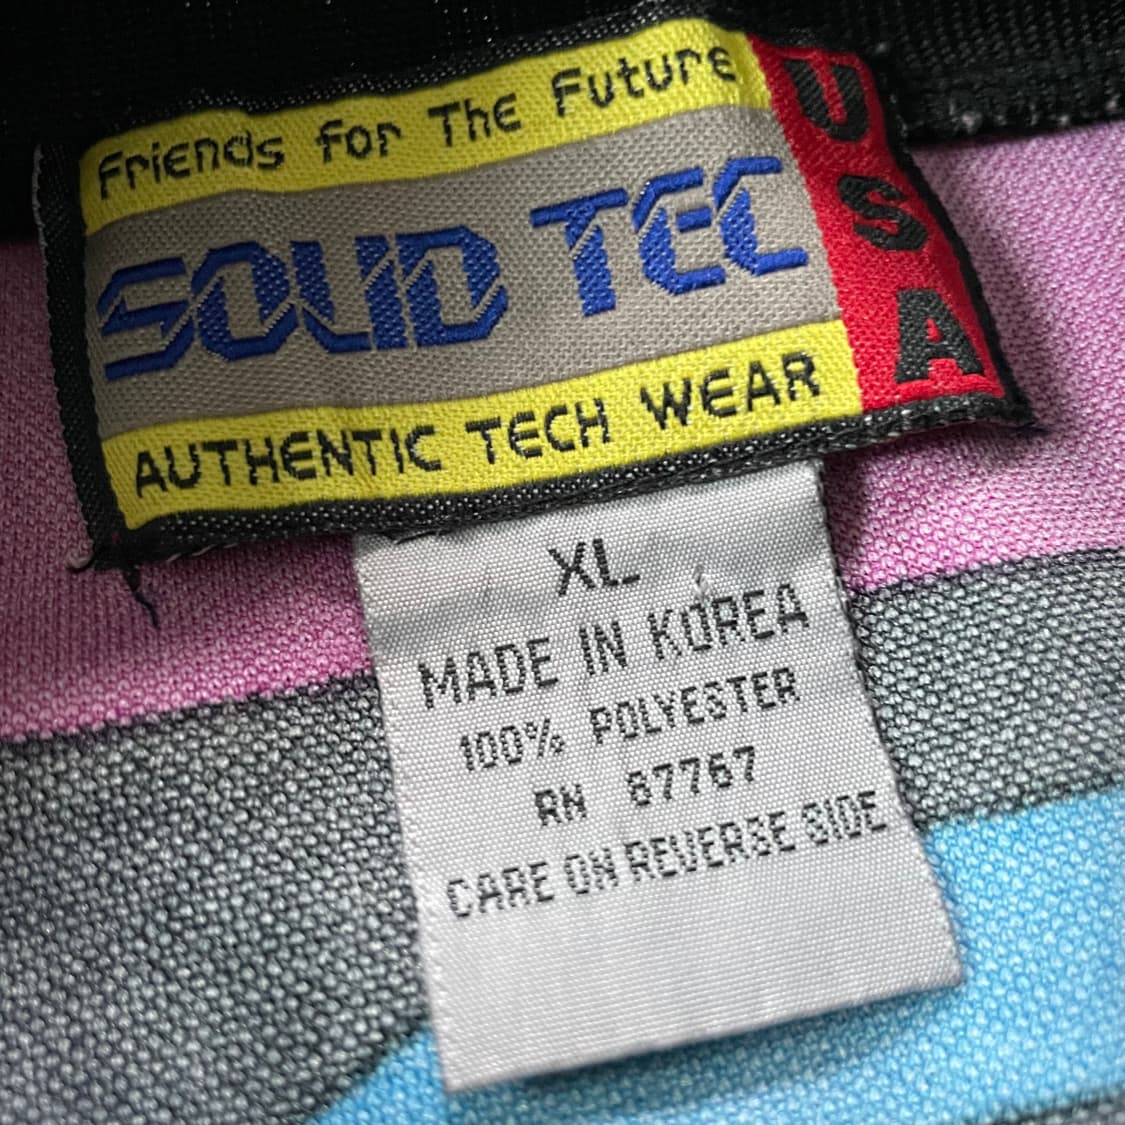 Friends for The Future
SOLID TEC
AUTHENTIC TECH WEAR
USA
XL
MADE IN KOREA
100% POLYESTER
RN 87767
CARE ON REVERSE SIDE